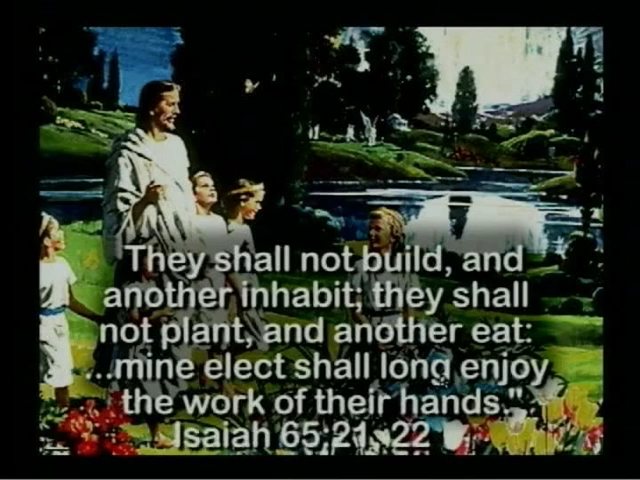 They shall not build, and
another inhabit; they shall
not plant, and another eat:
...mine elect shall long enjoy
the work of their hands."
Isaiah 65:21, 22